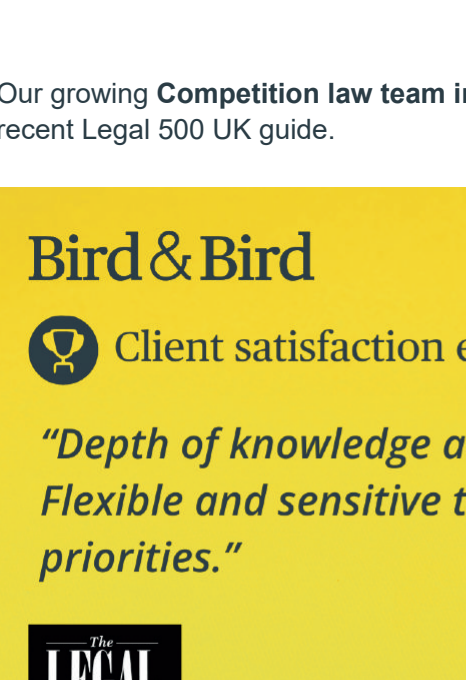 Our growing Competition law team
recent Legal 500 UK guide.
Bird & Bird
Client satisfaction
“Depth of knowledge
Flexible and sensitive
priorities.”
The
LEGAL